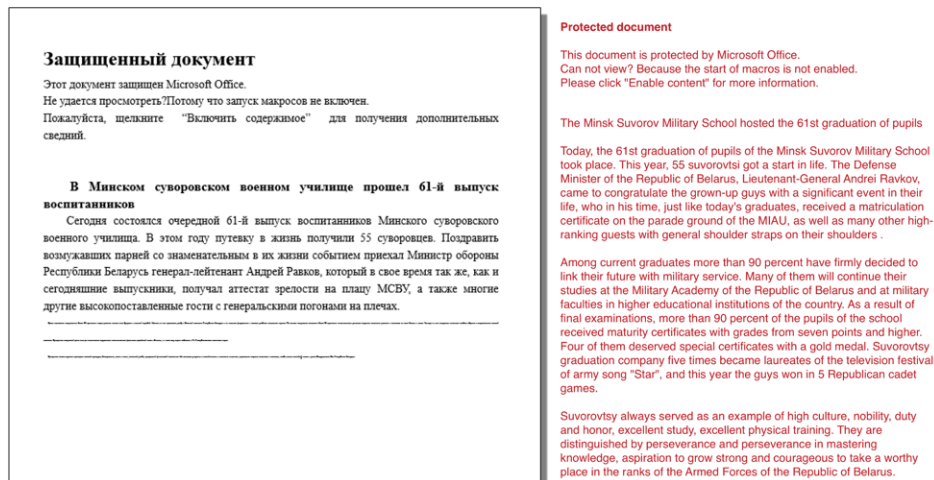 Защищенный документ
Этот документ защищен Microsoft Office.
Не удается просмотреть?Потому что запуск макросов не включен.
Пожалуйста, щелкните “Включить содержимое” для получения дополнительных
сведний.
В Минском суворовском военном училище прошел 61-й выпуск
воспитанников
Сегодня состоялся очередной 61-й выпуск воспитанников Минского суворовского
военного училища. В этом году путевку в жизнь получили 55 суворовцев. Поздравить
возмужавших парней со знаменательным в их жизни событием приехал Министр обороны
Республики Беларусь генерал-лейтенант Андрей Равков, который в свое время так же, как и
сегодняшние выпускники, получал аттестат зрелости на плацу МСВУ, а также многие
другие высокопоставленные гости с генеральскими погонами на плечах.
Protected document
This document is protected by Microsoft Office.
Can not view? Because the start of macros is not enabled.
Please click "Enable content" for more information.
The Minsk Suvorov Military School hosted the 61st graduation of pupils
Today, the 61st graduation of pupils of the Minsk Suvorov Military School
took place. This year, 55 suvorovtsi got a start in life. The Defense
Minister of the Republic of Belarus, Lieutenant-General Andrei Ravkov,
came to congratulate the grown-up guys with a significant event in their
life, who in his time, just like today's graduates, received a matriculation
certificate on the parade ground of the MIAU, as well as many other high-
ranking guests with general shoulder straps on their shoulders .
Among current graduates more than 90 percent have firmly decided to
link their future with military service. Many of them will continue their
studies at the Military Academy of the Republic of Belarus and at military
faculties in higher educational institutions of the country. As a result of
final examinations, more than 90 percent of the pupils of the school
received maturity certificates with grades from seven points and higher.
Four of them deserved special certificates with a gold medal. Suvorovtsy
graduation company five times became laureates of the television festival
of army song "Star", and this year the guys won in 5 Republican cadet
games.
Suvorovtsy always served as an example of high culture, nobility, duty
and honor, excellent study, excellent physical training. They are
distinguished by perseverance and perseverance in mastering
knowledge, aspiration to grow strong and courageous to take a worthy
place in the ranks of the Armed Forces of the Republic of Belarus.